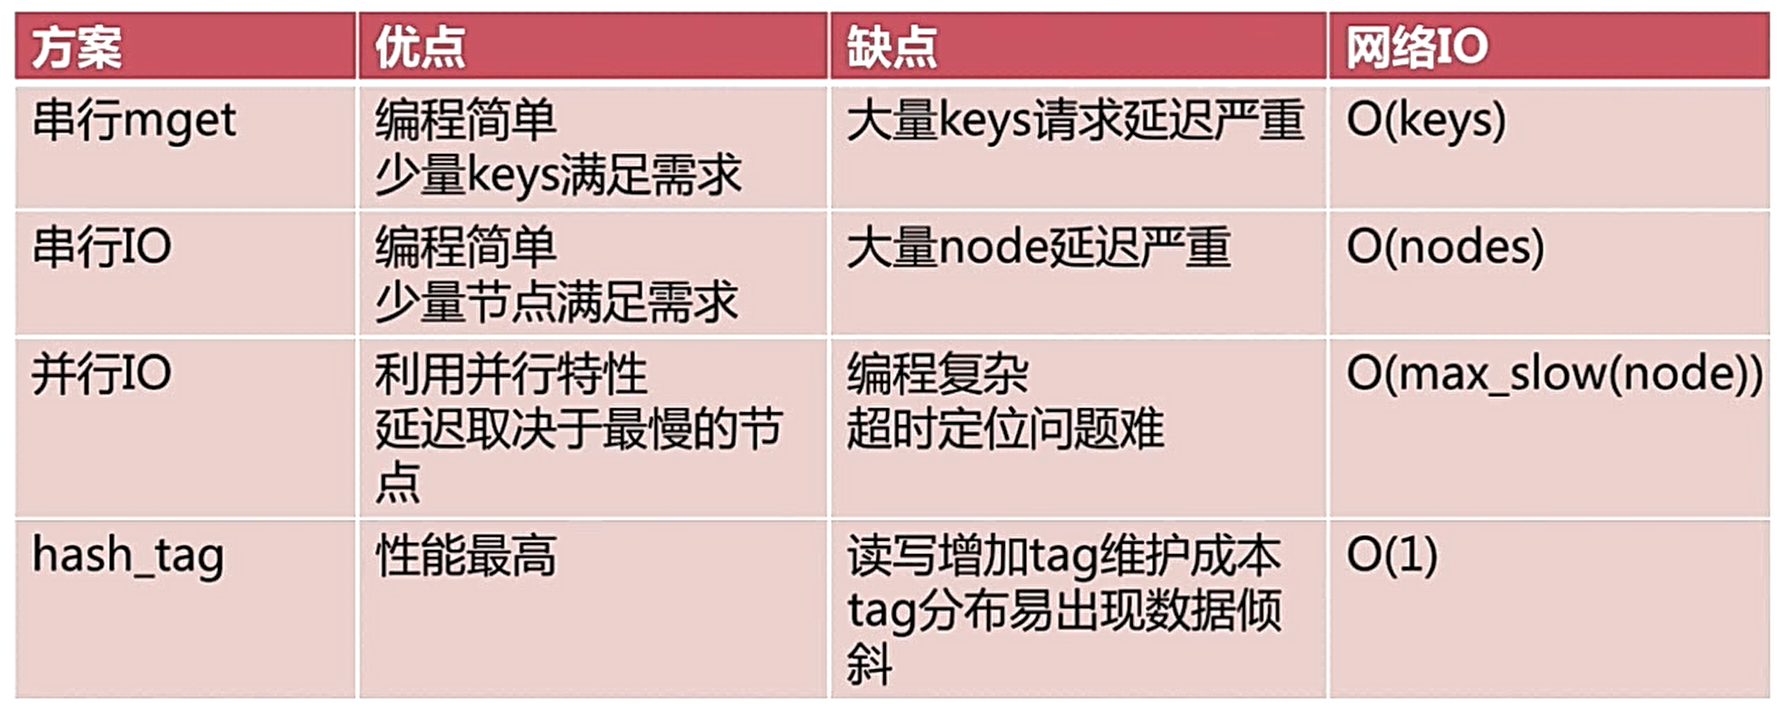 方案 优点 缺点 网络IO
串行mget 编程简单 大量keys请求延迟严重 O(keys)
少量keys满足需求
串行IO 编程简单 大量node延迟严重 O(nodes)
少量节点满足需求
并行IO 利用并行特性 编程复杂 O(max_slow(node))
延迟取决于最慢的节 超时定位问题难
点
hash_tag 性能最高 读写增加tag维护成本 O(1)
tag分布易出现数据倾
斜